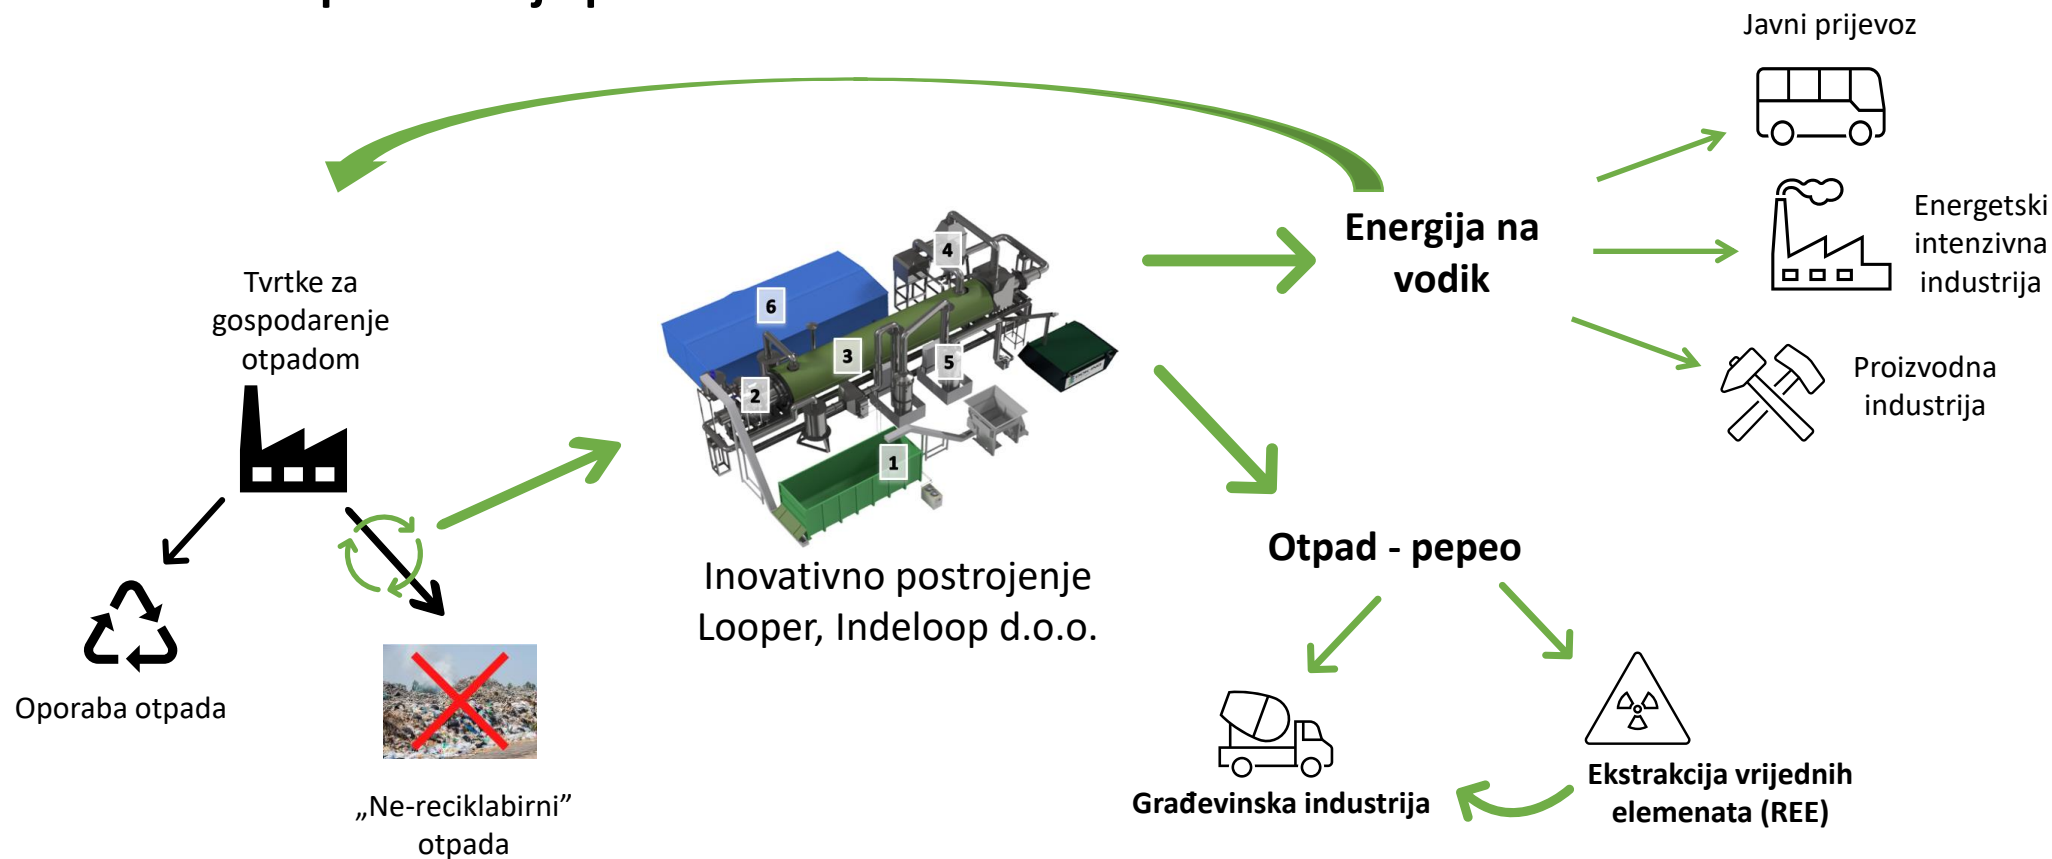 Javni prijevoz
Energija na
vodik
Energetski
intenzivna
industrija
Proizvodna
industrija
Tvrtke za
gospodarenje
otpadom
4
6
3
5
2
1
Inovativno postrojenje
Looper, Indeloop d.o.o.
Otpad - pepeo
Oporaba otpada
„Ne-reciklabirni”
otpada
Građevinska industrija
Ekstrakcija vrijednih
elemenata (REE)